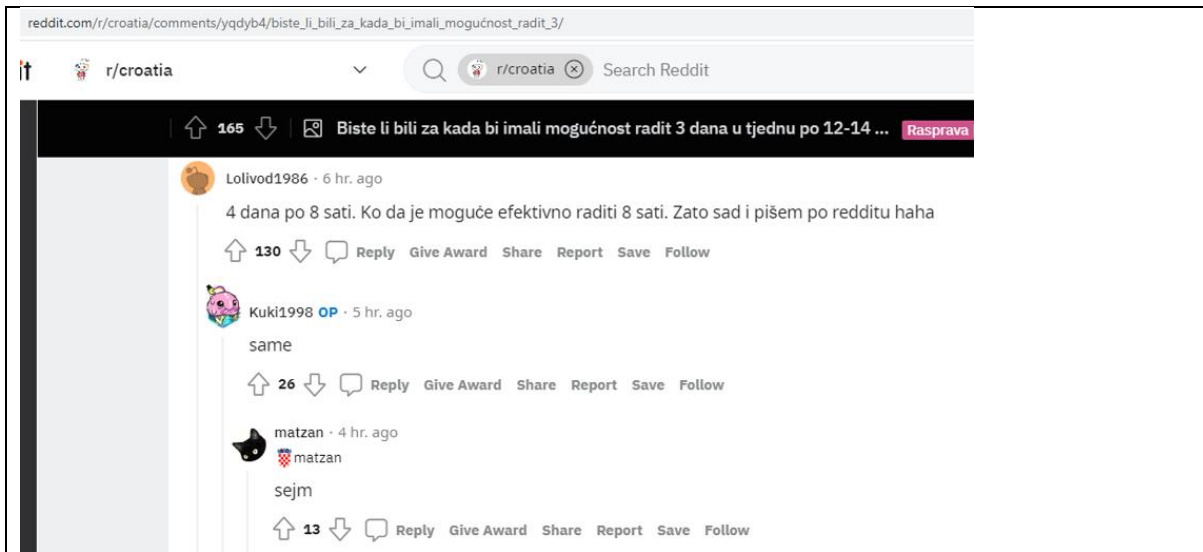 reddit.com/r/croatia/comments/yqdyb4/biste_li_bili_za_kada_bi_imali_mogućnost_radit_3/
it r/croatia r/croatia Search Reddit
165 Biste li bili za kada bi imali mogućnost radit 3 dana u tjednu po 12-14 ... Rasprava
Lolivod1986 · 6 hr. ago
4 dana po 8 sati. Ko da je moguće efektivno raditi 8 sati. Zato sad i pišem po redditu haha
130 Reply Give Award Share Report Save Follow
Kuki1998 OP · 5 hr. ago
same
26 Reply Give Award Share Report Save Follow
matzan · 4 hr. ago
matzan
sejm
13 Reply Give Award Share Report Save Follow